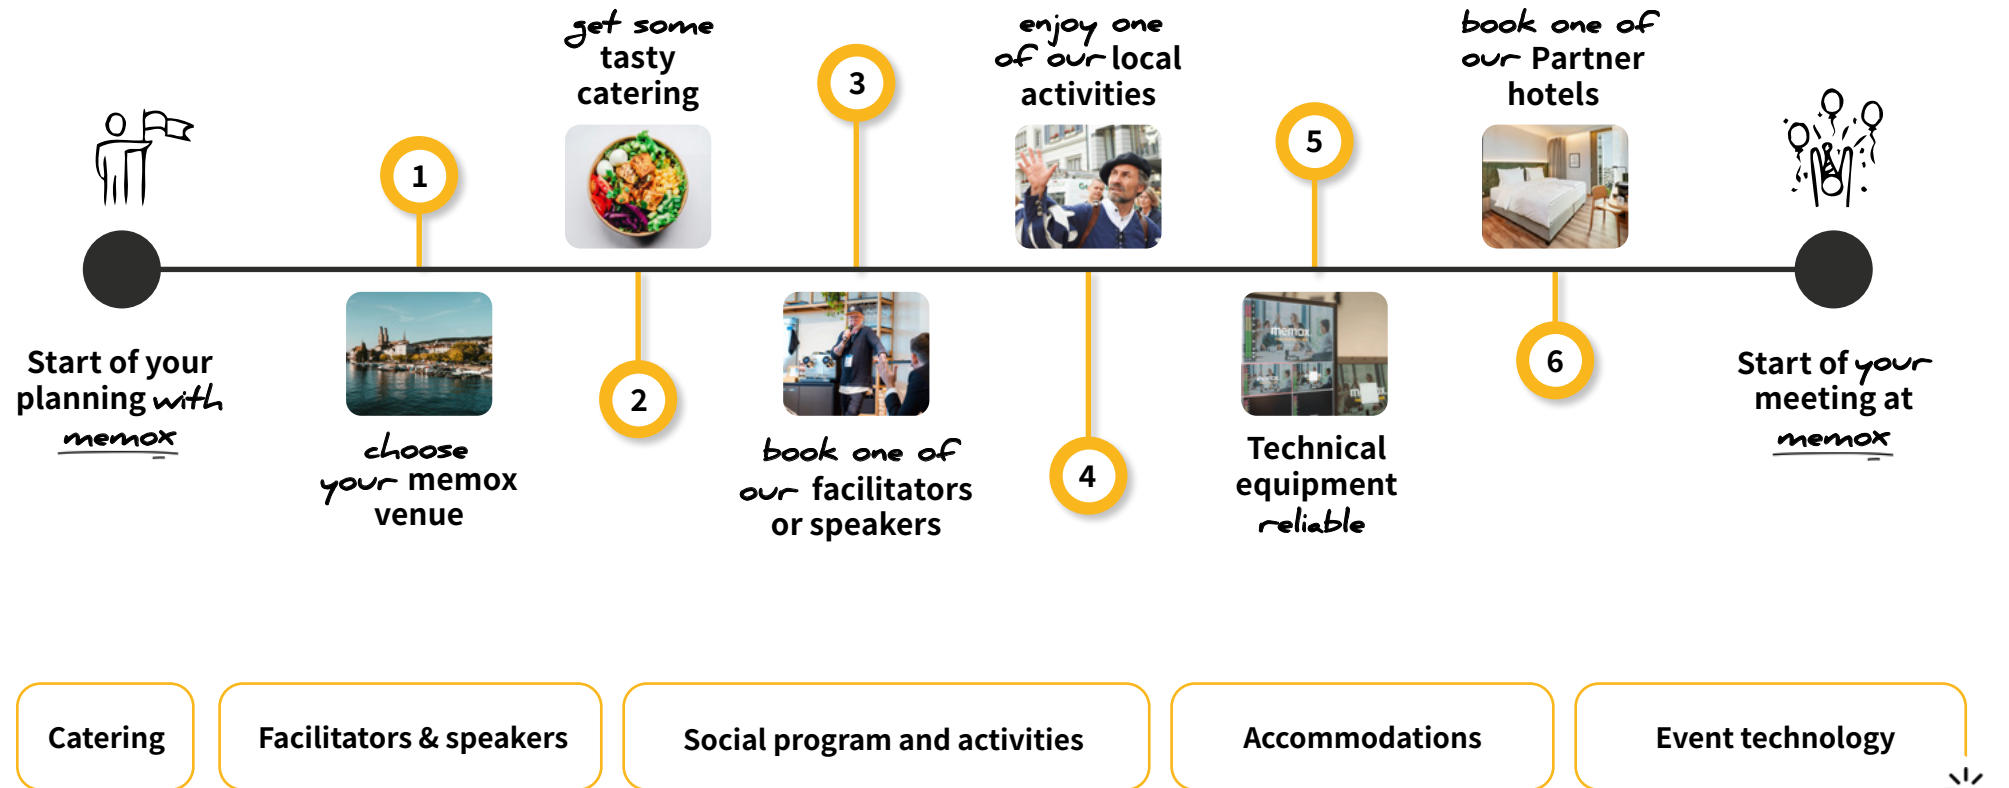 Start of your
planning with
memox
1
choose
your memox
venue
get some
tasty
catering
2
3
book one of
our facilitators
or speakers
enjoy one
of our local
activities
4
5
memox.
Technical
equipment
reliable
book one of
our Partner
hotels
6
Start of your
meeting at
memox
Catering
Facilitators & speakers
Social program and activities
Accommodations
Event technology